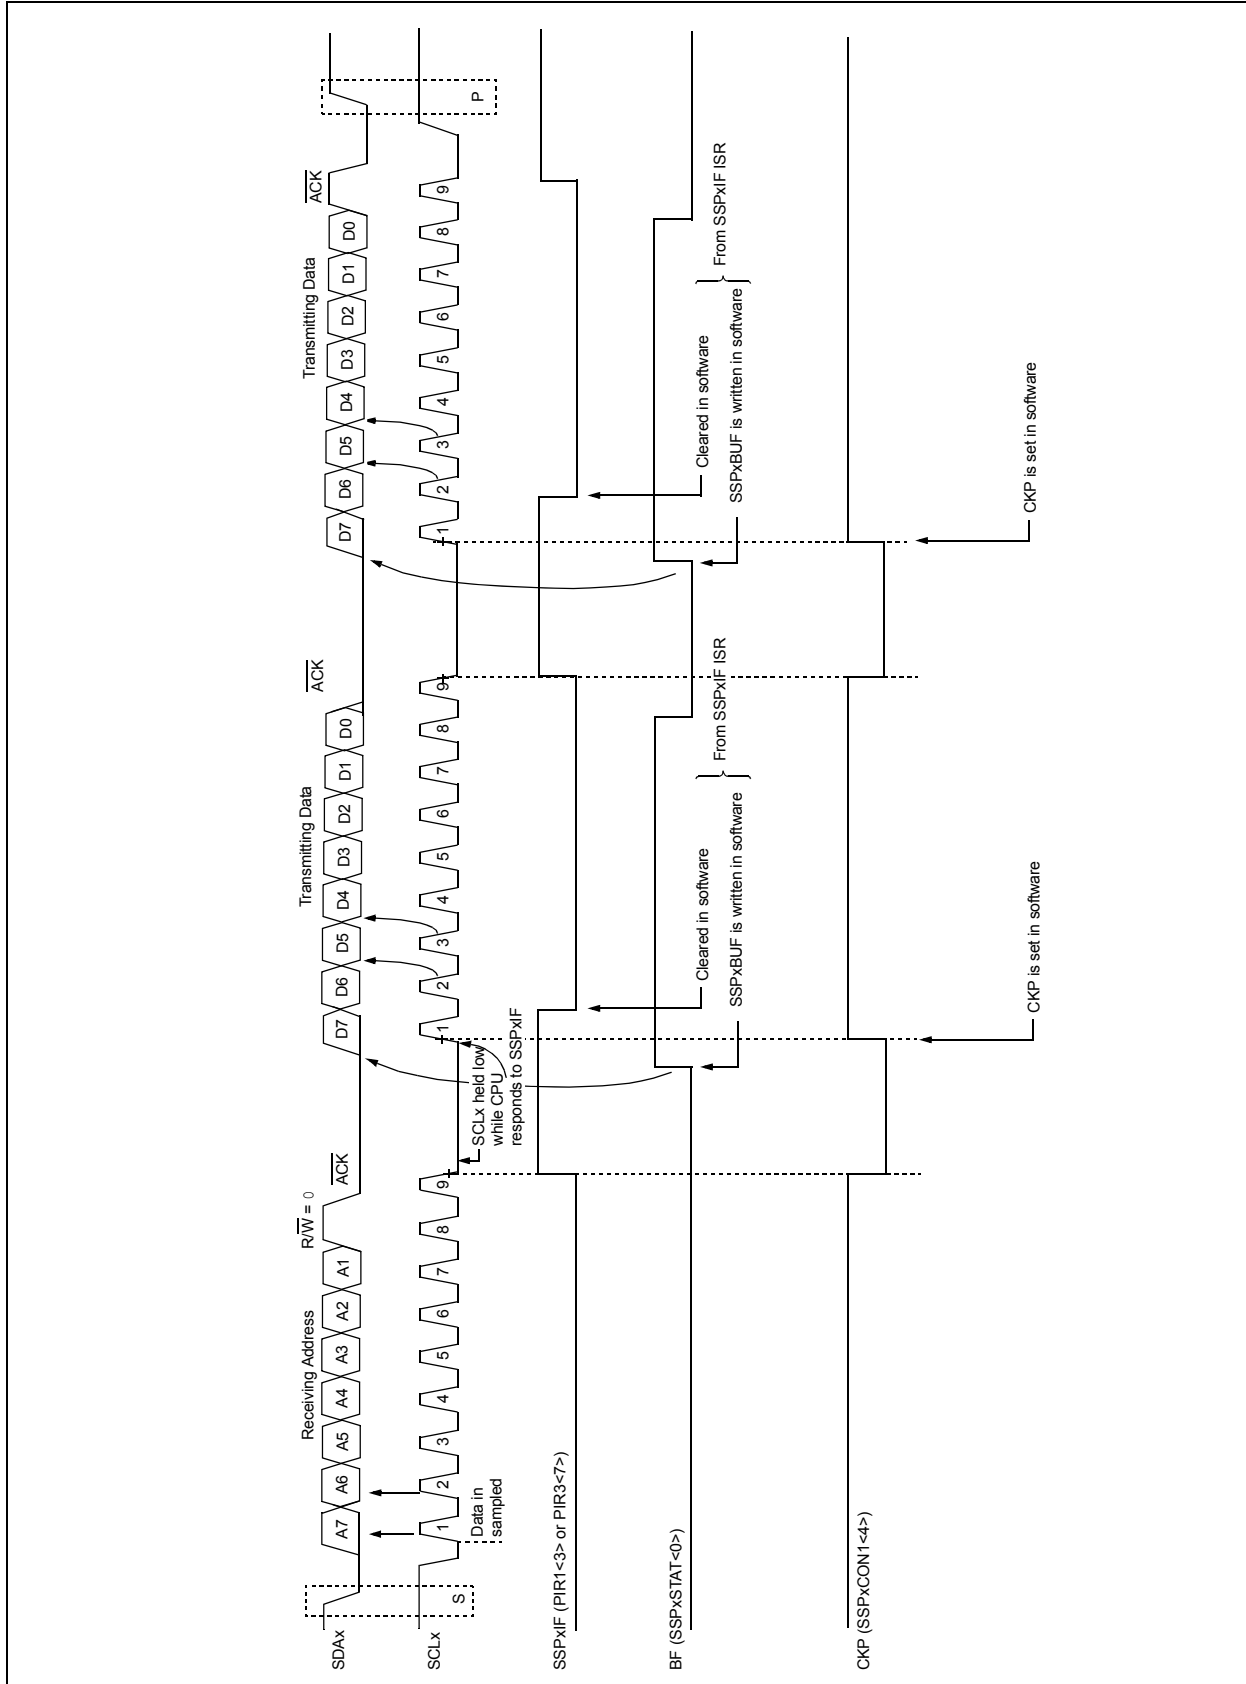 Receiving Address
R/W = 0
ACK
Transmitting Data
ACK
Transmitting Data
ACK
SDAx
A7 A6 A5 A4 A3 A2 A1
D7 D6 D5 D4 D3 D2 D1 D0
D7 D6 D5 D4 D3 D2 D1 D0
SCLx
S
1 2 3 4 5 6 7 8 9
1 2 3 4 5 6 7 8 9
1 2 3 4 5 6 7 8 9
P
Data in
sampled
SCLx held low
while CPU
responds to SSPxIF
SSPxIF (PIR1<3> or PIR3<7>)
BF (SSPxSTAT<0>)
Cleared in software
SSPxBUF is written in software
From SSPxIF ISR
Cleared in software
SSPxBUF is written in software
From SSPxIF ISR
CKP (SSPxCON1<4>)
CKP is set in software
CKP is set in software